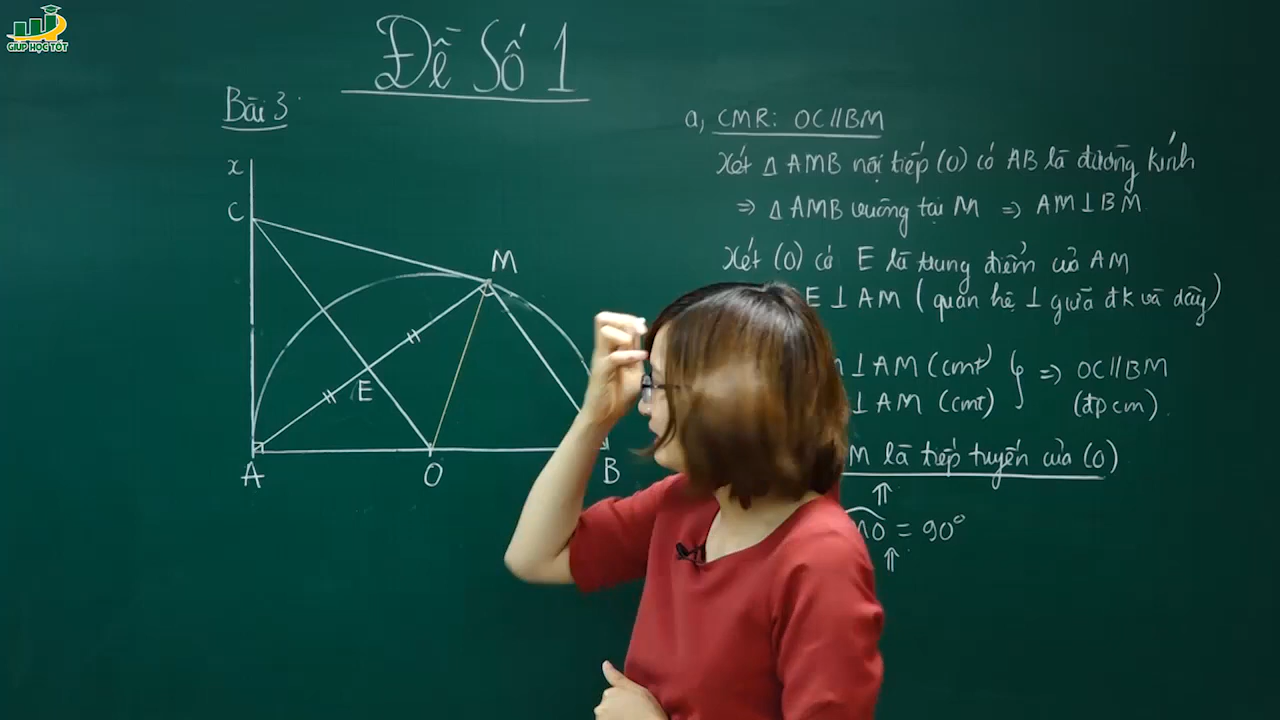 GIUP HỌC TỐT
Đề Số 1
Bài 3:
x
C
M
E
A
O
B
a, CMR: OC // BM
Xét Δ AMB nội tiếp (O) có AB là đường kính
⇒ Δ AMB vuông tại M ⇒ AM ⊥ BM
Xét (O) có E là trung điểm của AM
E ⊥ AM (quan hệ ⊥ giữa đk và dây)
⊥ AM (cmt)
⊥ AM (cmt)
} ⇒ OC // BM
(đpcm).
M là tiếp tuyến của (O)
⇑
O = 90°
⇑